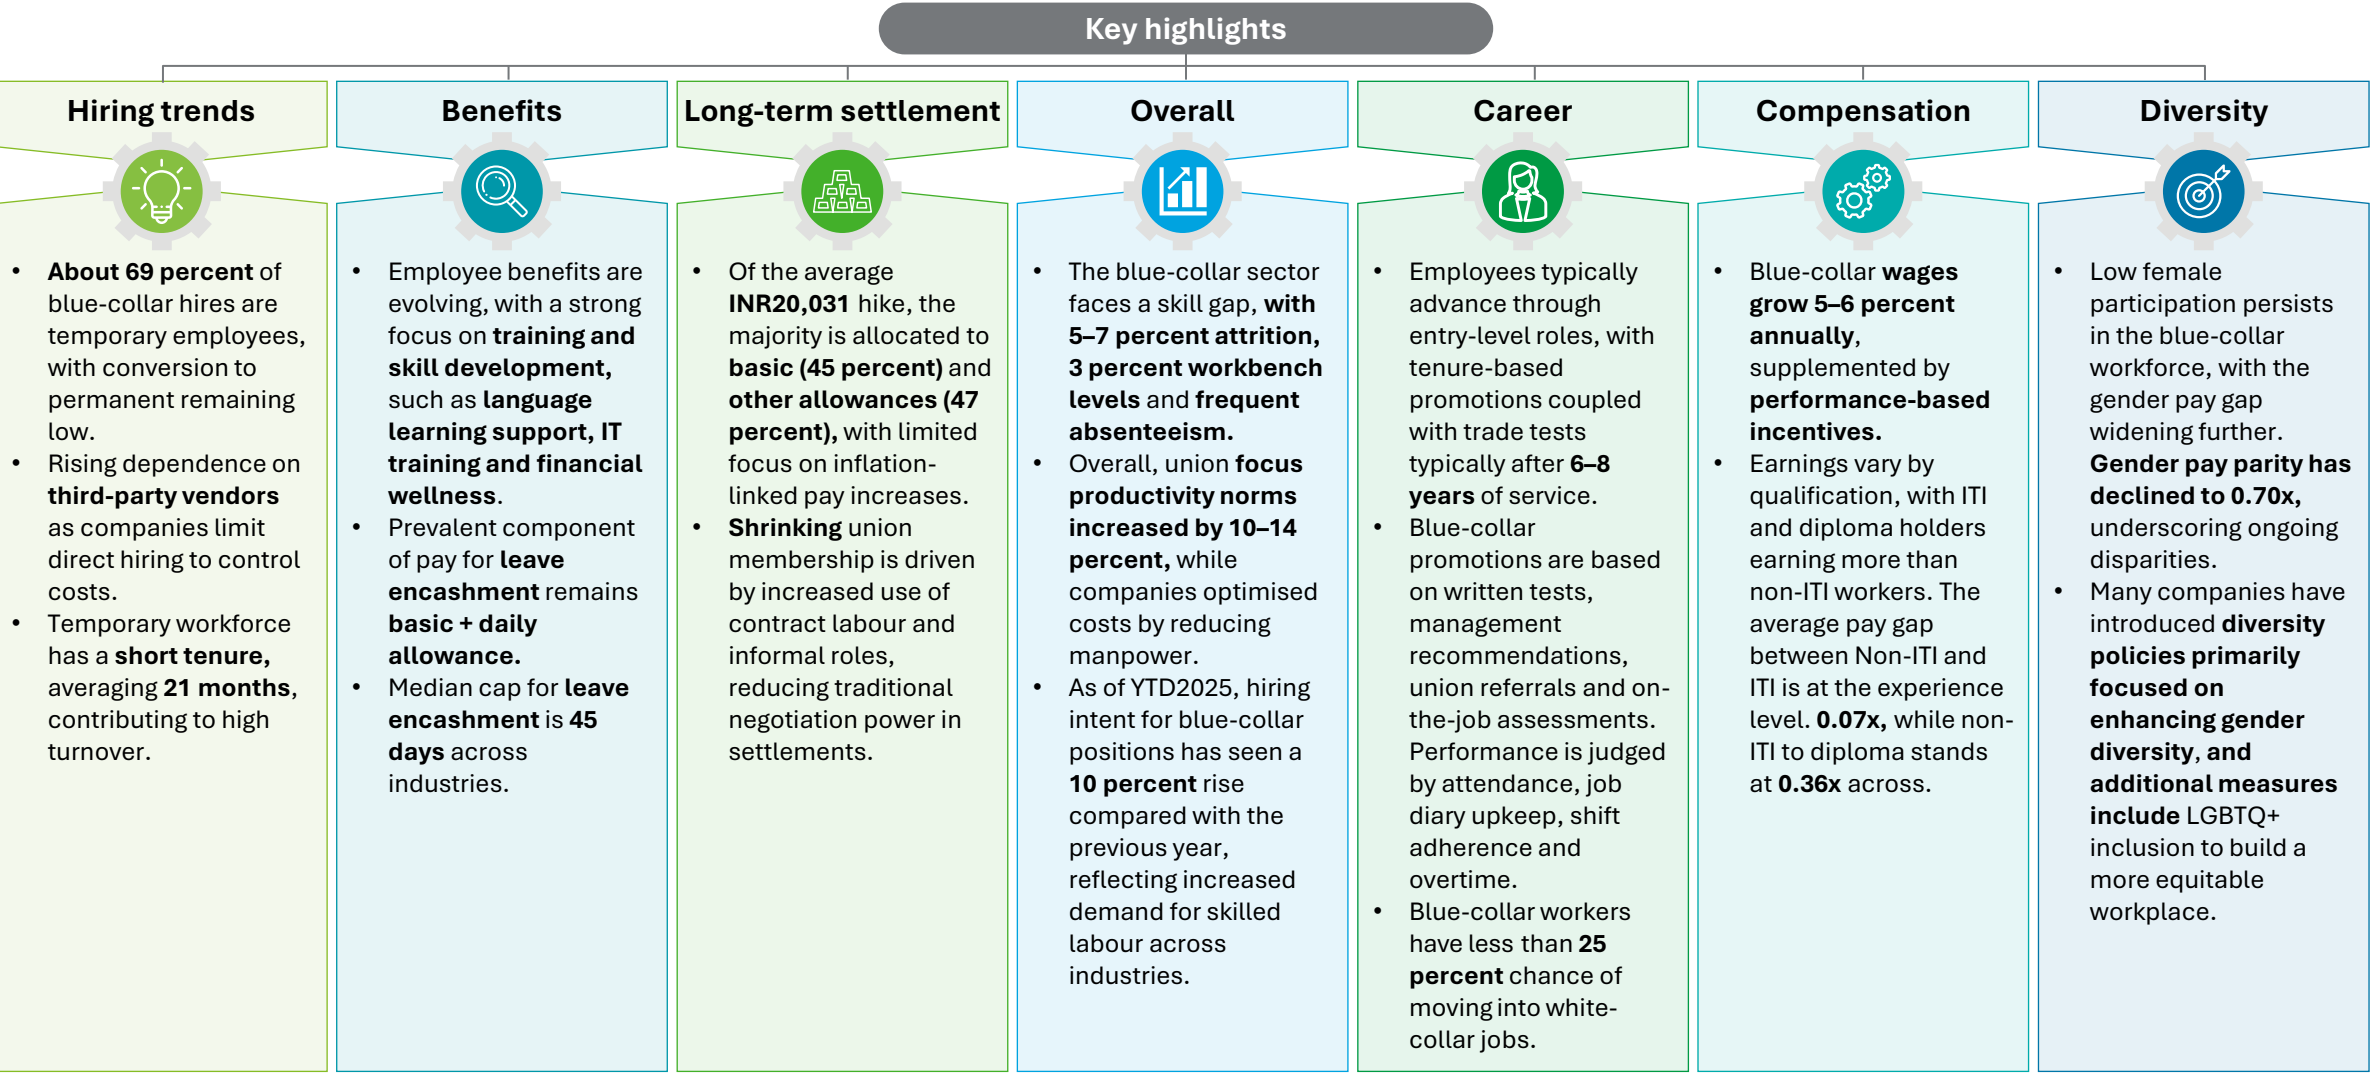 Key highlights
Hiring trends
• About 69 percent of
blue-collar hires are
temporary employees,
with conversion to
permanent remaining
low.
• Rising dependence on
third-party vendors
as companies limit
direct hiring to control
costs.
• Temporary workforce
has a short tenure,
averaging 21 months,
contributing to high
turnover.
Benefits
• Employee benefits are
evolving, with a strong
focus on training and
skill development,
such as language
learning support, IT
training and financial
wellness.
• Prevalent component
of pay for leave
encashment remains
basic + daily
allowance.
• Median cap for leave
encashment is 45
days across
industries.
Long-term settlement
• Of the average
INR20,031 hike, the
majority is allocated to
basic (45 percent) and
other allowances (47
percent), with limited
focus on inflation-
linked pay increases.
• Shrinking union
membership is driven
by increased use of
contract labour and
informal roles,
reducing traditional
negotiation power in
settlements.
Overall
• The blue-collar sector
faces a skill gap, with
5–7 percent attrition,
3 percent workbench
levels and frequent
absenteeism.
• Overall, union focus
productivity norms
increased by 10–14
percent, while
companies optimised
costs by reducing
manpower.
• As of YTD2025, hiring
intent for blue-collar
positions has seen a
10 percent rise
compared with the
previous year,
reflecting increased
demand for skilled
labour across
industries.
Career
• Employees typically
advance through
entry-level roles, with
tenure-based
promotions coupled
with trade tests
typically after 6–8
years of service.
• Blue-collar
promotions are based
on written tests,
management
recommendations,
union referrals and on-
the-job assessments.
Performance is judged
by attendance, job
diary upkeep, shift
adherence and
overtime.
• Blue-collar workers
have less than 25
percent chance of
moving into white-
collar jobs.
Compensation
• Blue-collar wages
grow 5–6 percent
annually,
supplemented by
performance-based
incentives.
• Earnings vary by
qualification, with ITI
and diploma holders
earning more than
non-ITI workers. The
average pay gap
between Non-ITI and
ITI is at the experience
level. 0.07x, while non-
ITI to diploma stands
at 0.36x across.
Diversity
• Low female
participation persists
in the blue-collar
workforce, with the
gender pay gap
widening further.
Gender pay parity has
declined to 0.70x,
underscoring ongoing
disparities.
• Many companies have
introduced diversity
policies primarily
focused on
enhancing gender
diversity, and
additional measures
include LGBTQ+
inclusion to build a
more equitable
workplace.